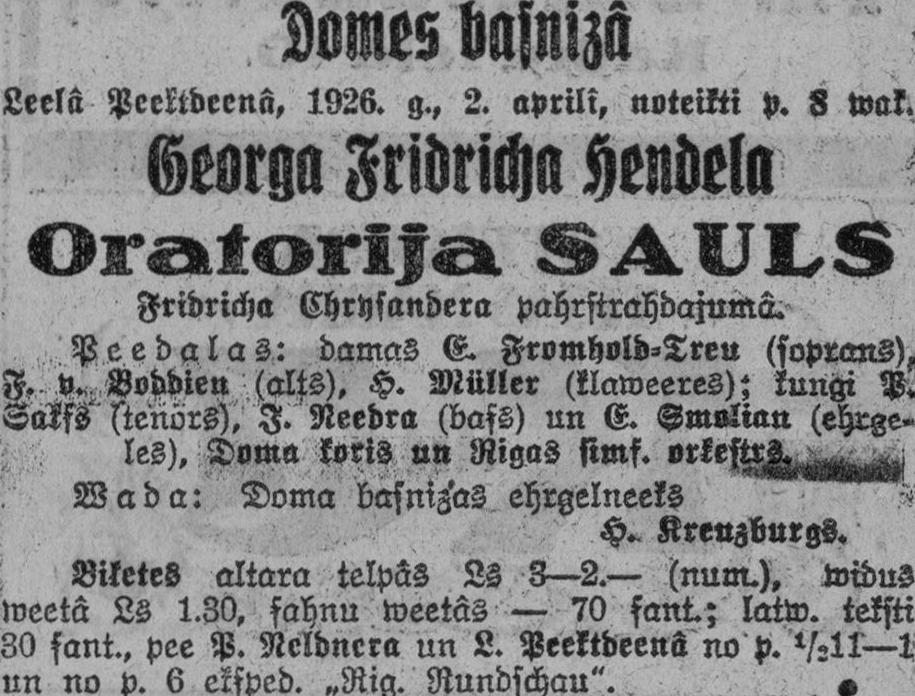 Domes baſnizâ
Leelâ Peektdeenâ, 1926. g., 2. aprilî, noteikti p. 8 wak.
Georga Fridricha Hendela
Oratorija SAULS
Fridricha Chryſandera pahrſtrahdajumâ.
Peedalas: damas E. Fromhold=Treu (ſoprans),
F. v. Boddien (alts), H. Müller (klaweeres); kungi P.
Sakſs (tenors), J. Needra (baſs) un E. Smolian (ehrge-
les), Doma koris un Rigas ſimf. orkeſtrs.
Wada: Doma baſnizas ehrgelneeks
H. Kreuzburgs.
Biketes altara telpâs Ls 3—2.— (num.), widus
weetâ Ls 1.30, ſahnu weetâs — 70 ſant.; latw. tekſti
30 ſant., pee P. Neldnera un L. Peektdeenâ no p. ½11—1
un no p. 6 ekſped. „Rig. Rundſchau“.